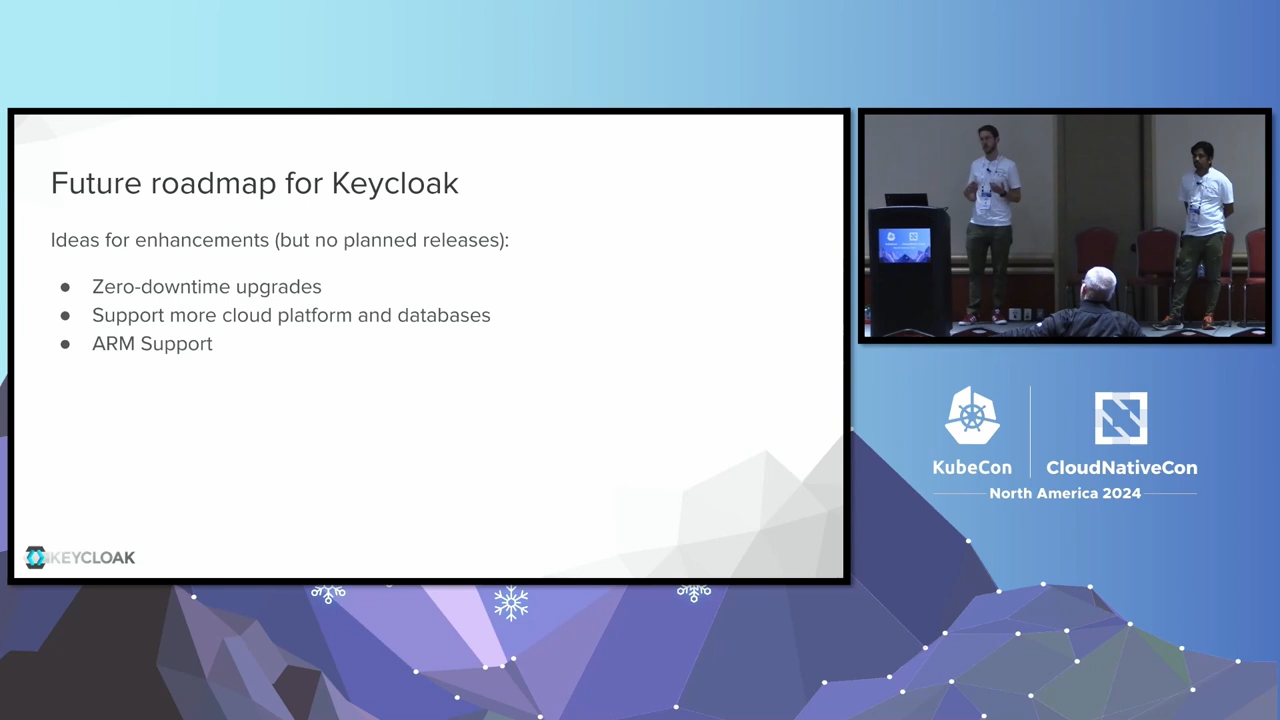 Future roadmap for Keycloak
Ideas for enhancements (but no planned releases):
● Zero-downtime upgrades
● Support more cloud platform and databases
● ARM Support
KEYCLOAK
KubeCon
CloudNativeCon
North America 2024